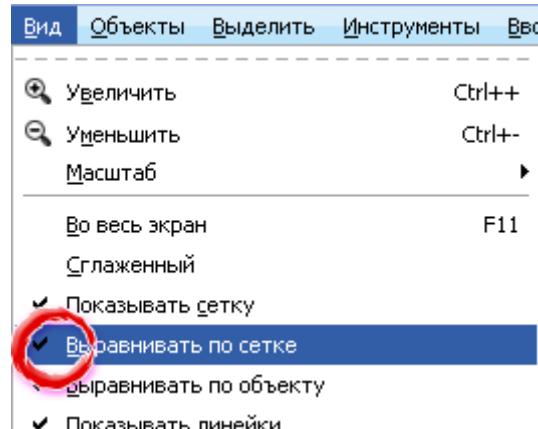 Вид Объекты Выделить Инструменты
Увеличить Ctrl++
Уменьшить Ctrl+-
Масштаб
Во весь экран F11
Сглаженный
Показывать сетку
Выравнивать по сетке
Выравнивать по объекту
Показывать линейки